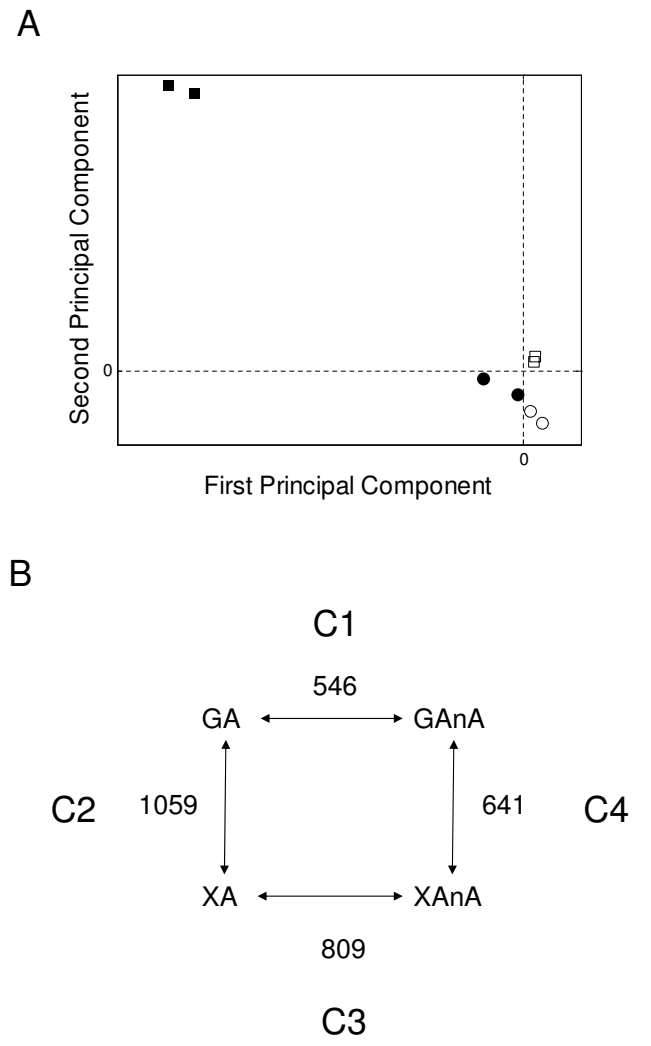 A
Second Principal Component
0
0
First Principal Component
B
C1
546
GA GAnA
C2 1059 641 C4
XA XAnA
809
C3